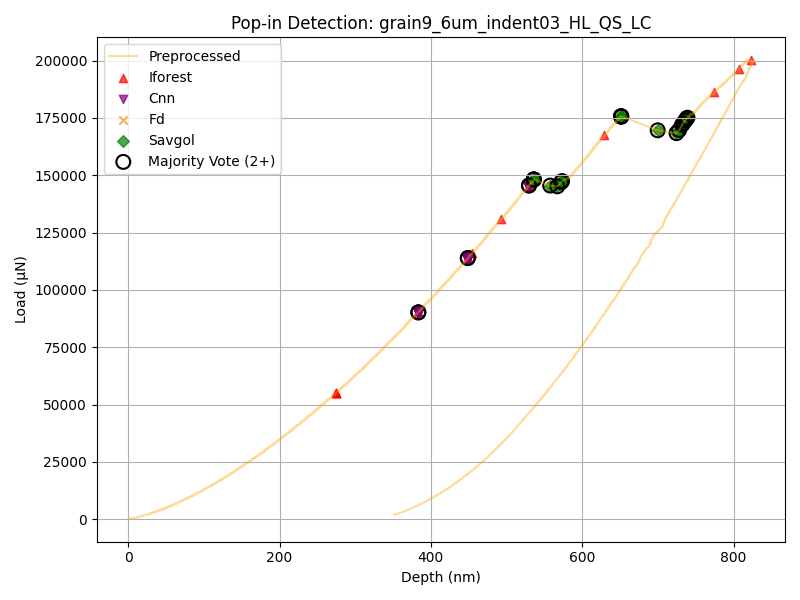 Pop-in Detection: grain9_6um_indent03_HL_QS_LC
Preprocessed
Iforest
Cnn
Fd
Savgol
Majority Vote (2+)
200000
175000
150000
125000
100000
75000
50000
25000
0
Load (µN)
0 200 400 600 800
Depth (nm)